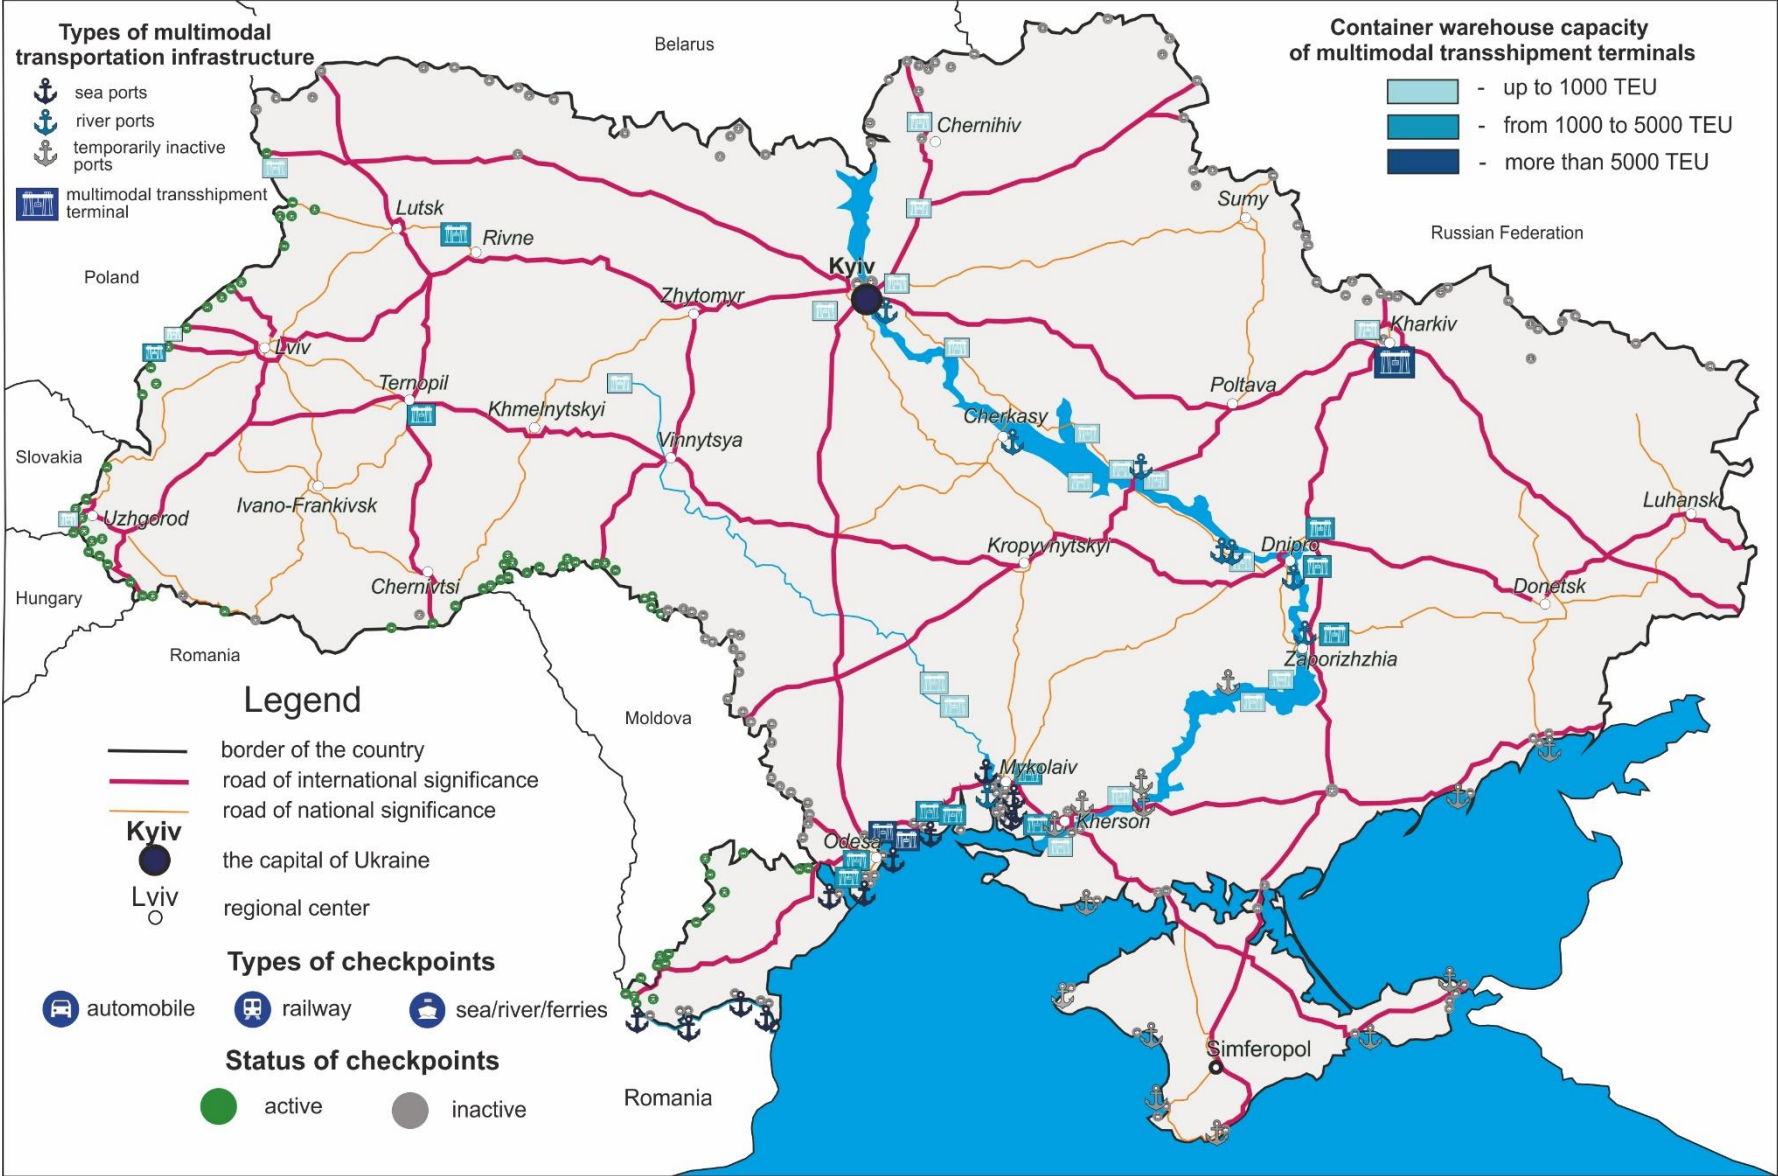 Types of multimodal
transportation infrastructure
sea ports
river ports
temporarily inactive
ports
multimodal transshipment
terminal
Container warehouse capacity
of multimodal transshipment terminals
- up to 1000 TEU
- from 1000 to 5000 TEU
- more than 5000 TEU
Belarus
Chernihiv
Sumy
Russian Federation
Lutsk
Rivne
Poland
Kyiv
Zhytomyr
Kharkiv
Lviv
Ternopil
Khmelnytskyi
Poltava
Cherkasy
Vinnytsya
Slovakia
Ivano-Frankivsk
Uzhgorod
Luhansk
Kropyvnytskyi
Dnipro
Chernivtsi
Donetsk
Hungary
Romania
Zaporizhzhia
Moldova
Mykolaiv
Kherson
Odesa
Simferopol
Romania
Legend
border of the country
road of international significance
road of national significance
Kyiv
the capital of Ukraine
Lviv
regional center
Types of checkpoints
automobile
railway
sea/river/ferries
Status of checkpoints
active
inactive